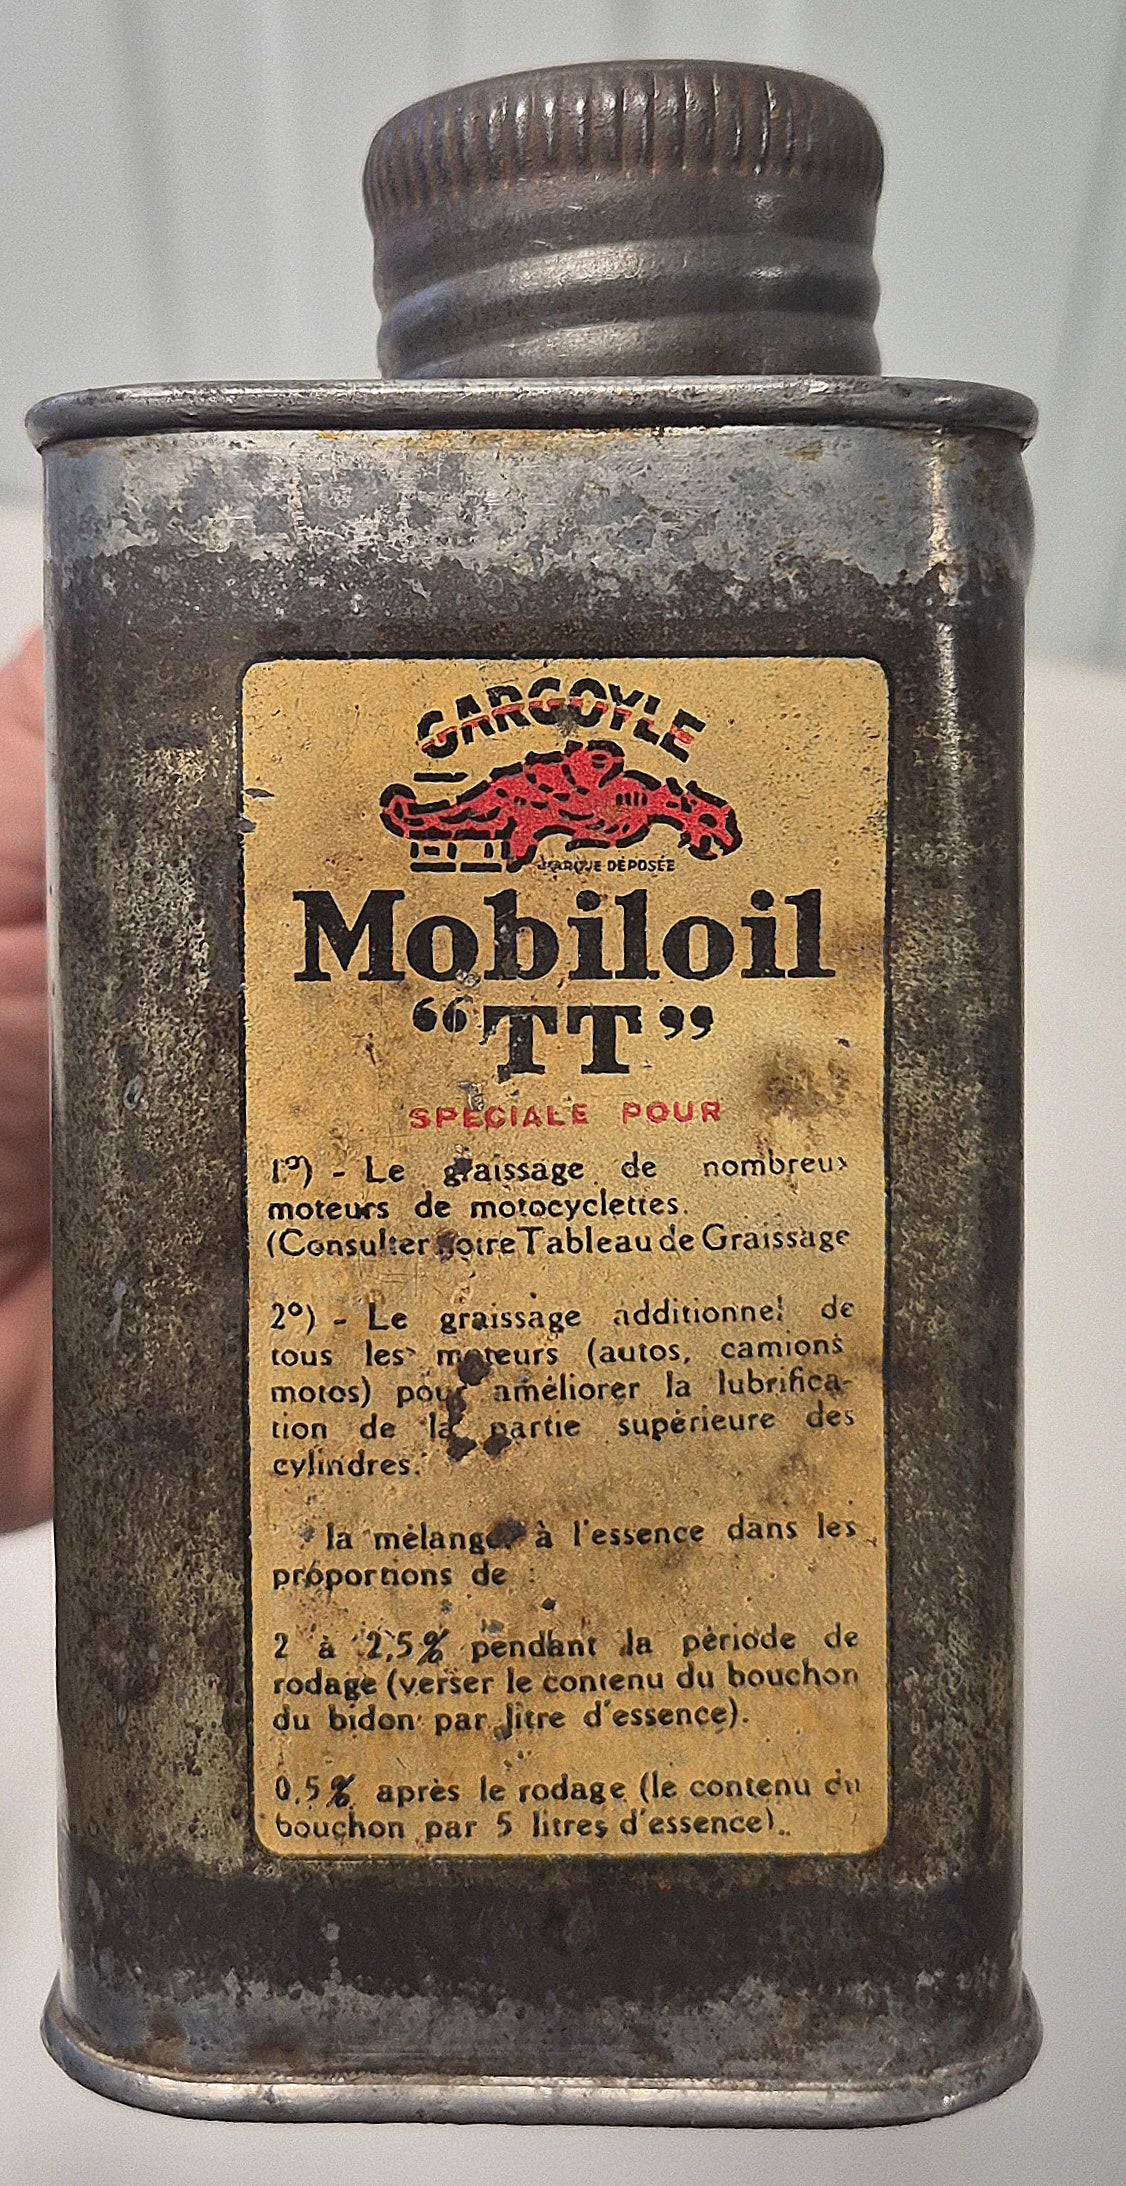 GARGOYLE
MARQUE DÉPOSÉE
Mobiloil
“TT”
SPÉCIALE POUR
1º) - Le graissage de nombreux
moteurs de motocyclettes.
(Consulter notre Tableau de Graissage
2º) - Le graissage additionnel de
tous les moteurs (autos, camions
motos) pour améliorer la lubrifica-
tion de la partie supérieure des
cylindres.
la mélanger à l'essence dans les
proportions de :
2 à 2,5% pendant la période de
rodage (verser le contenu du bouchon
du bidon par litre d'essence).
0,5% après le rodage (le contenu du
bouchon par 5 litres d'essence).